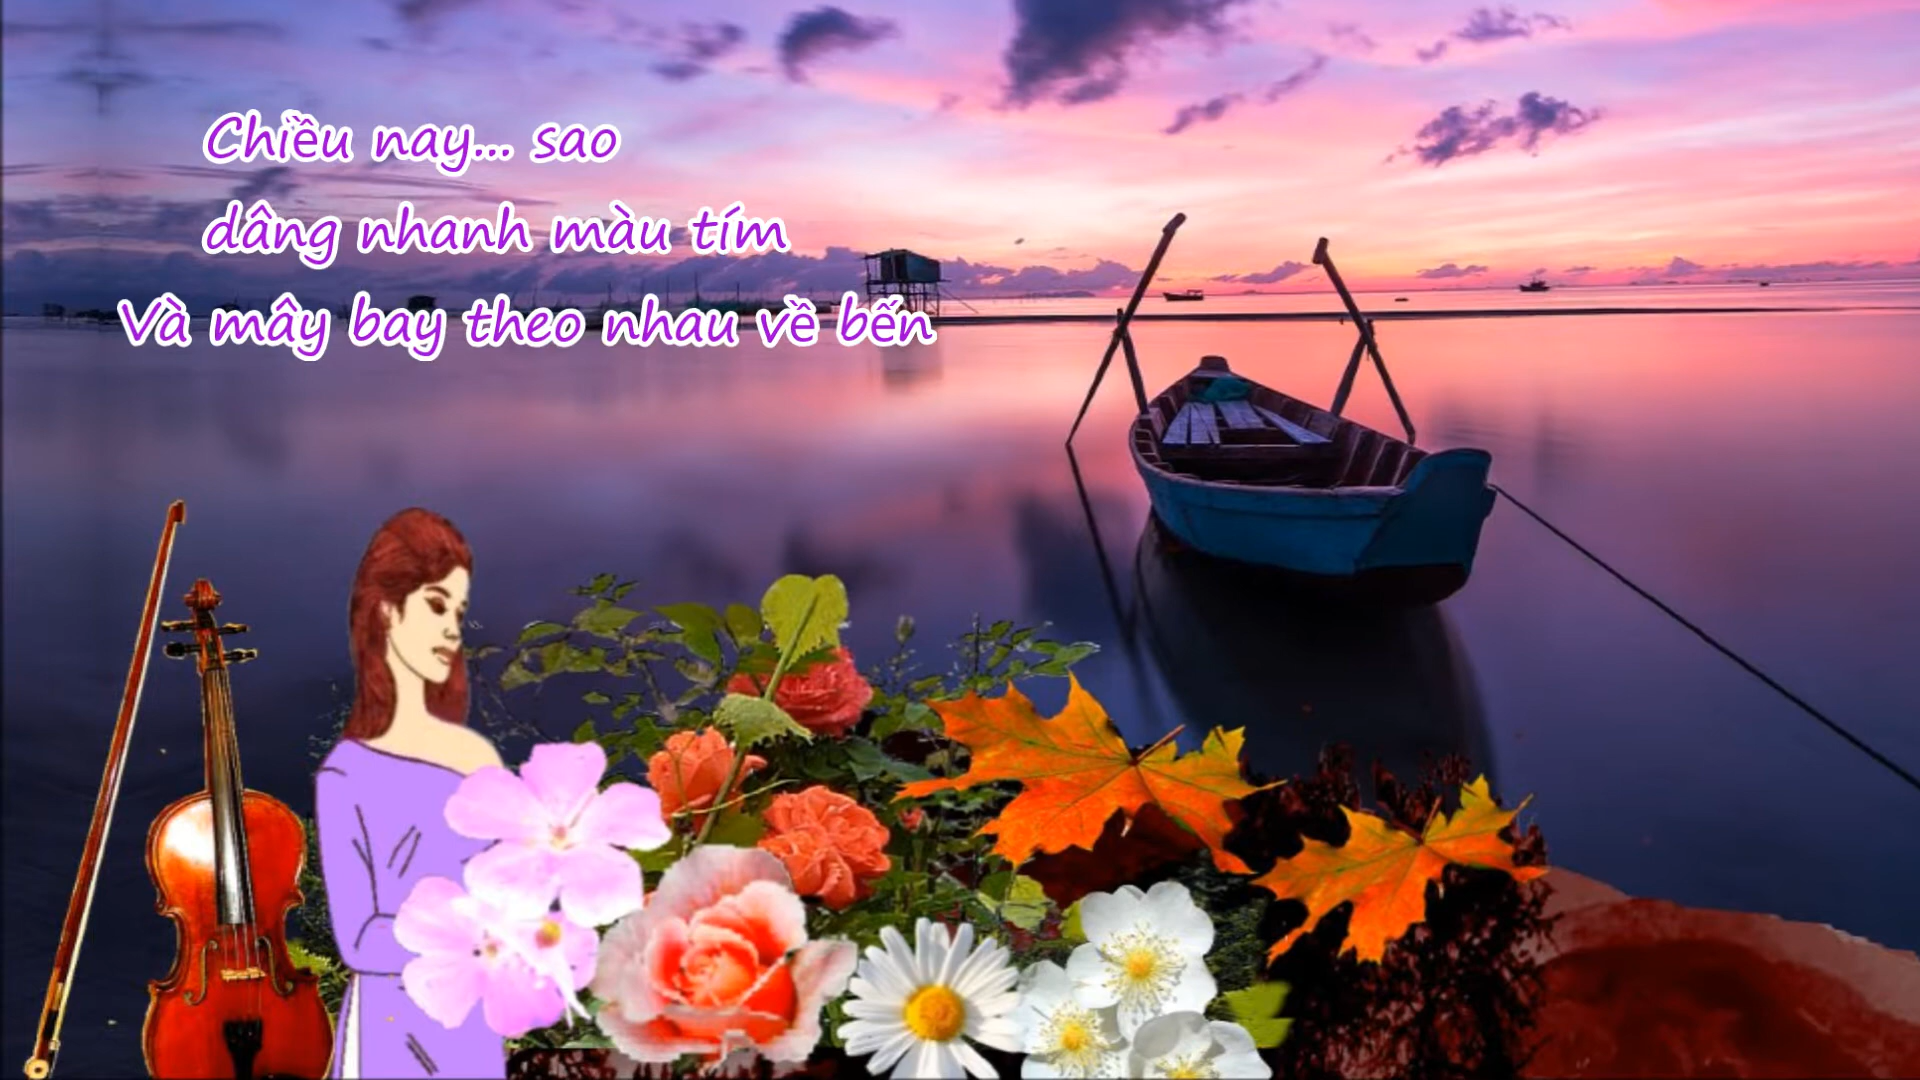 Chiều nay... sao
dâng nhanh màu tím
Và mây bay theo nhau về bến